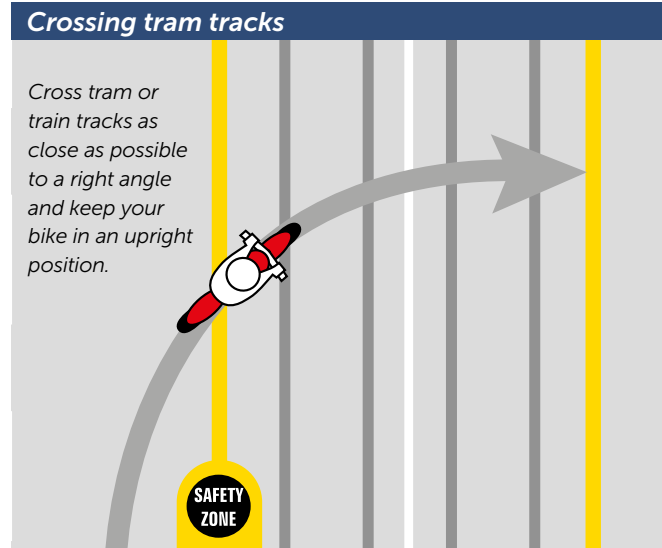 Crossing tram tracks
Cross tram or
train tracks as
close as possible
to a right angle
and keep your
bike in an upright
position.
SAFETY
ZONE